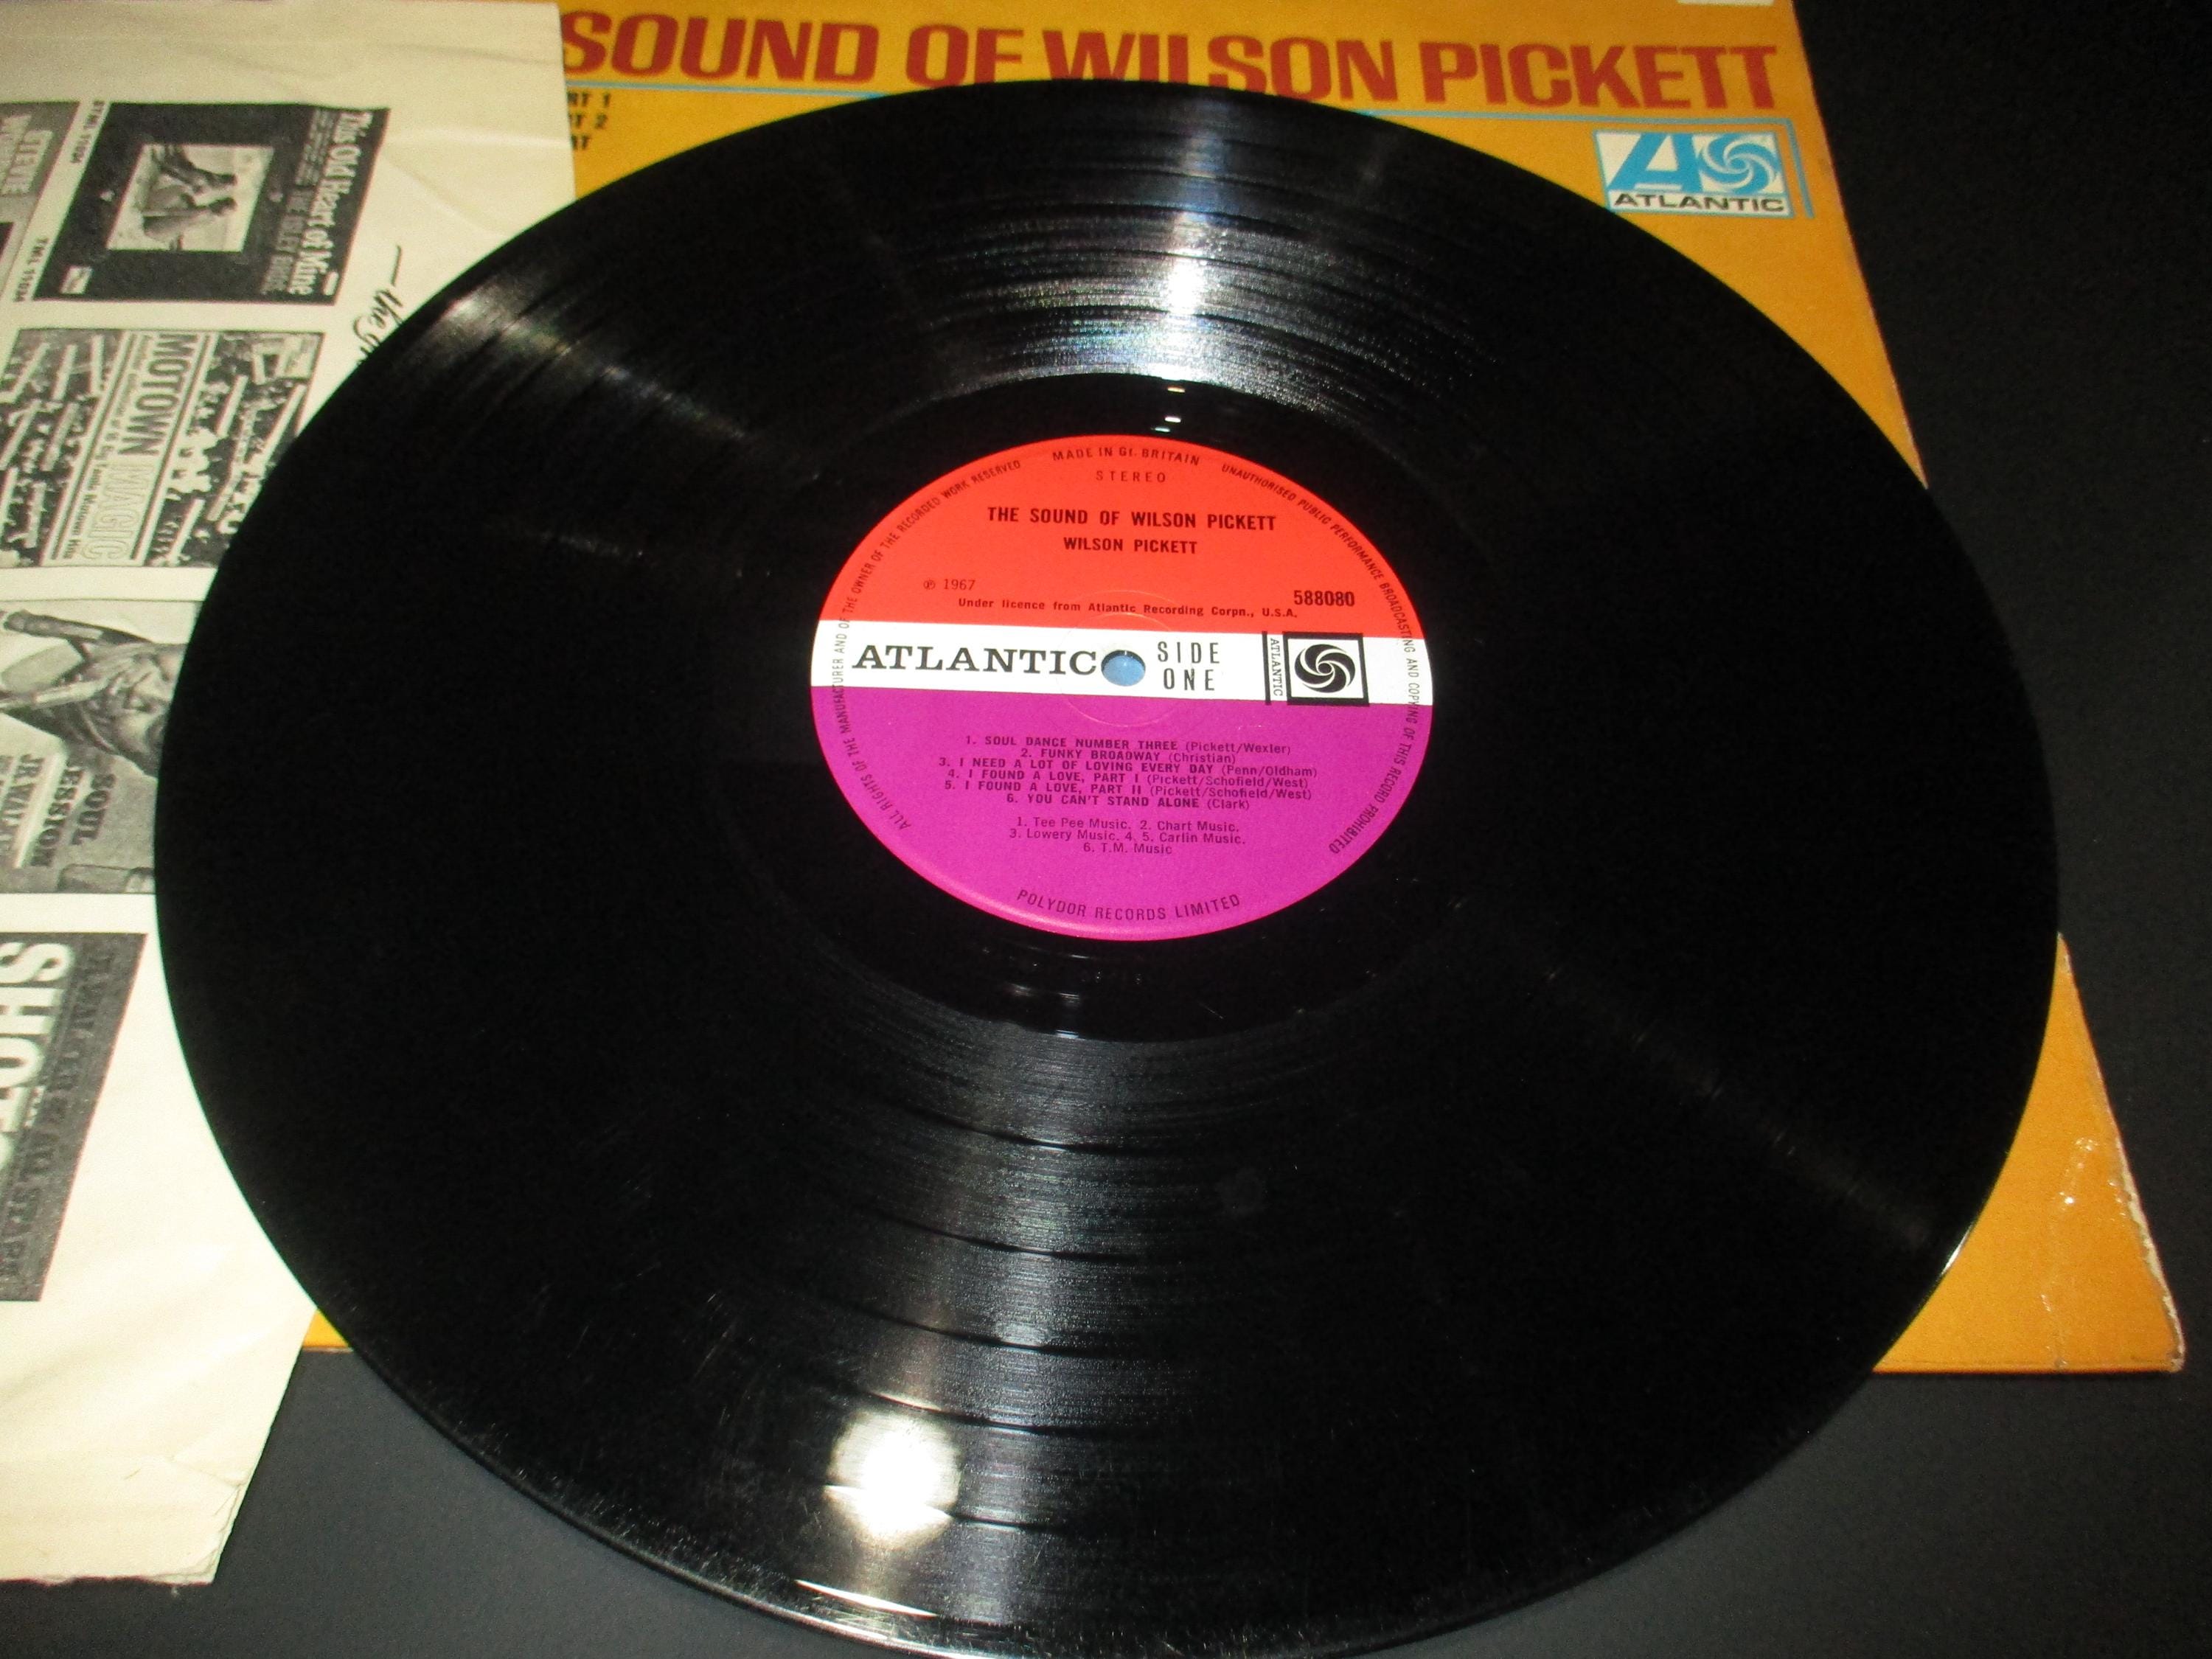 SOUND OF WILSON PICKETT
ATLANTIC
STML 11034
TML 11034
This Old Heart of Mine
MOTOWN
MAGIC
SOUL
MADE IN Gt. BRITAIN
STEREO
THE SOUND OF WILSON PICKETT
WILSON PICKETT
℗ 1967
588080
Under licence from Atlantic Recording Corpn., U.S.A.
ATLANTIC
SIDE
ONE
ATLANTIC
1. SOUL DANCE NUMBER THREE (Pickett/Wexler)
2. FUNKY BROADWAY (Christian)
3. I NEED A LOT OF LOVING EVERY DAY (Penn/Oldham)
4. I FOUND A LOVE, PART I (Pickett/Schofield/West)
5. I FOUND A LOVE, PART II (Pickett/Schofield/West)
6. YOU CAN'T STAND ALONE (Clark)
1. Tee Pee Music. 2. Chart Music.
3. Lowery Music. 4. 5. Carlin Music.
6. T.M. Music
POLYDOR RECORDS LIMITED
ALL RIGHTS OF THE MANUFACTURER AND OF THE OWNER OF THE RECORDED WORK RESERVED
UNAUTHORISED PUBLIC PERFORMANCE BROADCASTING AND COPYING OF THIS RECORD PROHIBITED